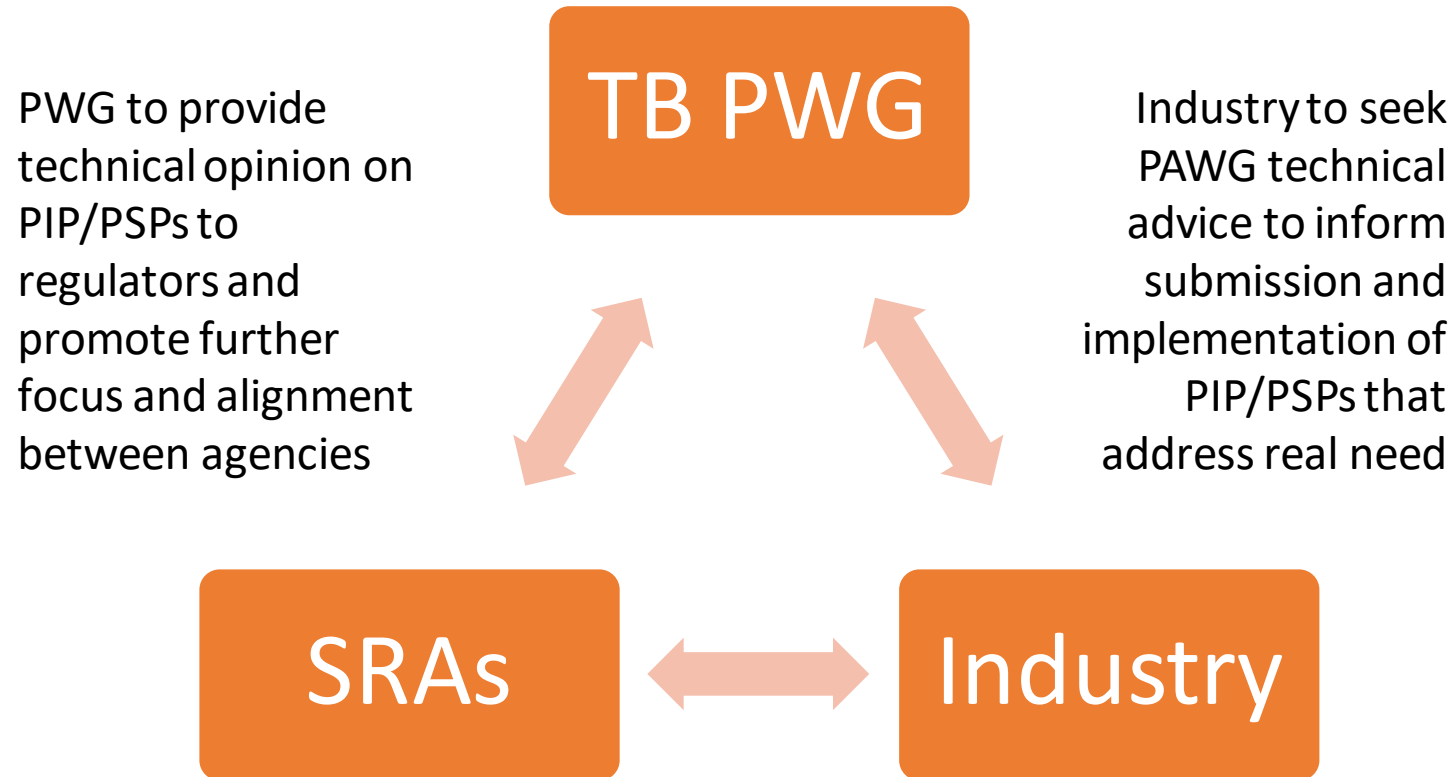 TB PWG
PWG to provide
technical opinion on
PIP/PSPs to
regulators and
promote further
focus and alignment
between agencies
Industry to seek
PAWG technical
advice to inform
submission and
implementation of
PIP/PSPs that
address real need
SRAs
Industry